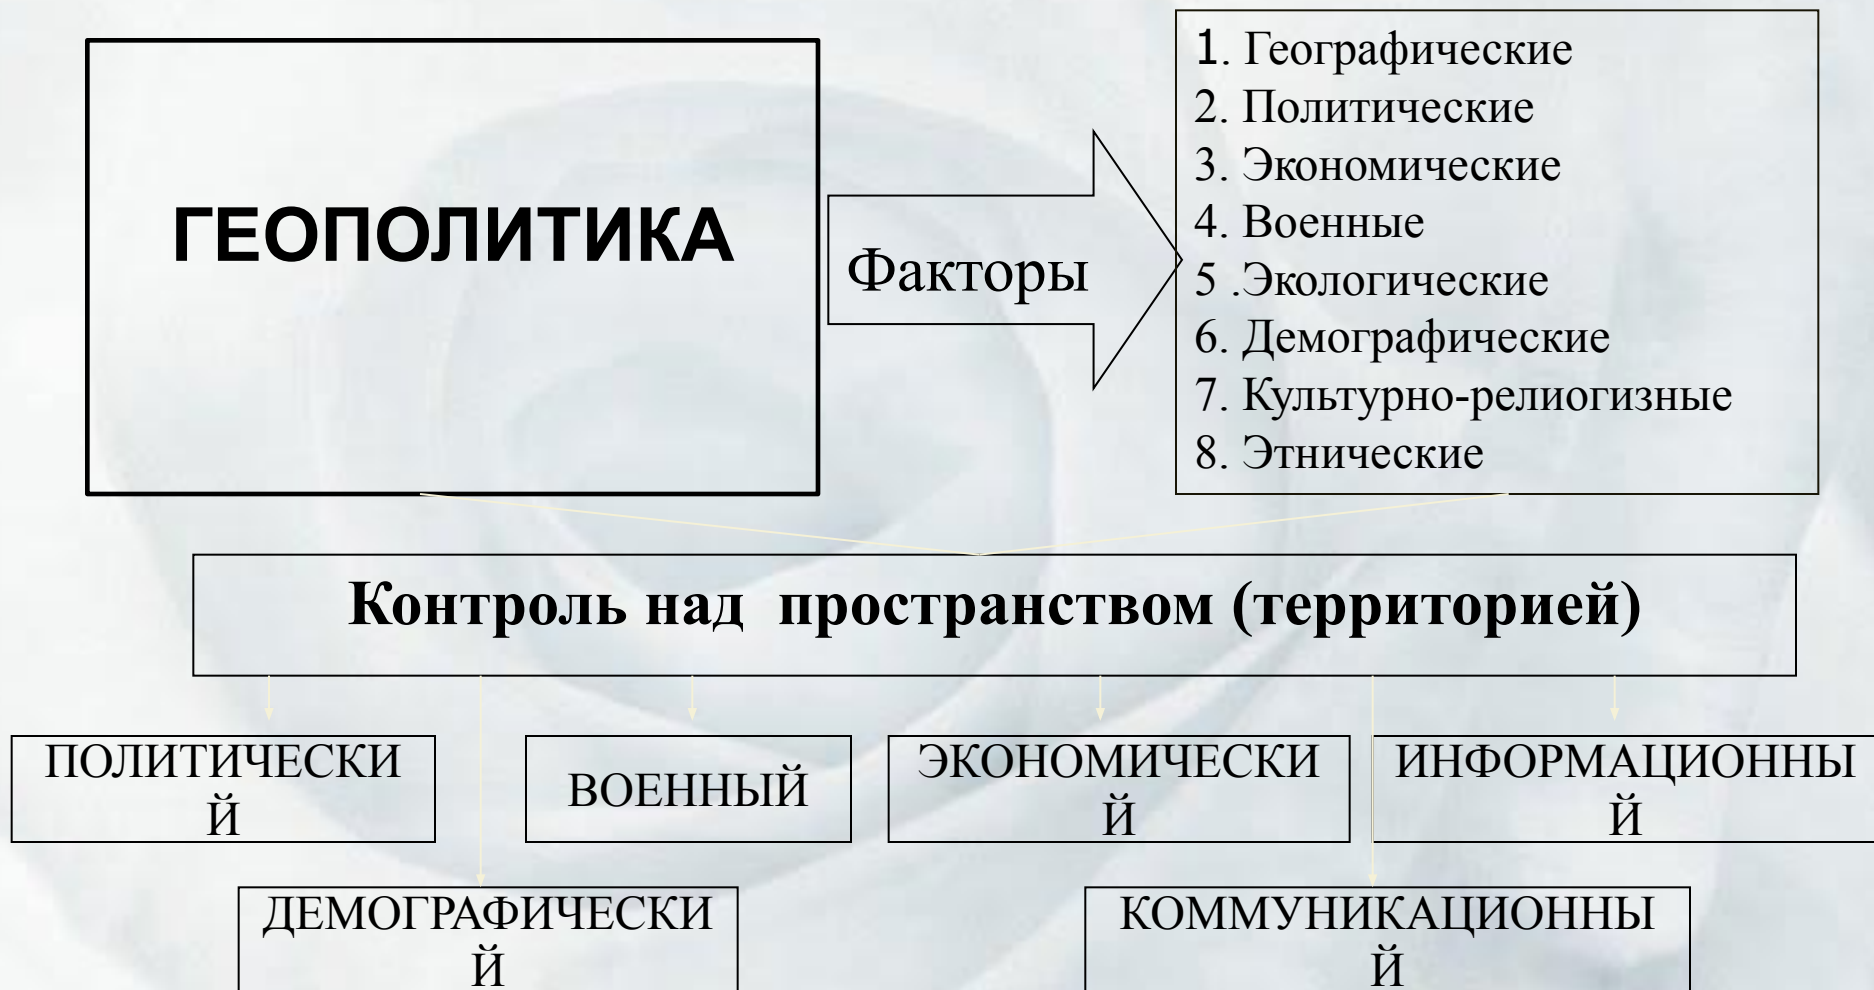 ГЕОПОЛИТИКА
Факторы
1. Географические
2. Политические
3. Экономические
4. Военные
5 .Экологические
6. Демографические
7. Культурно-релиогизные
8. Этнические
Контроль над  пространством (территорией)
ПОЛИТИЧЕСКИ
Й
ВОЕННЫЙ
ЭКОНОМИЧЕСКИ
Й
ИНФОРМАЦИОННЫ
Й
ДЕМОГРАФИЧЕСКИ
Й
КОММУНИКАЦИОННЫ
Й